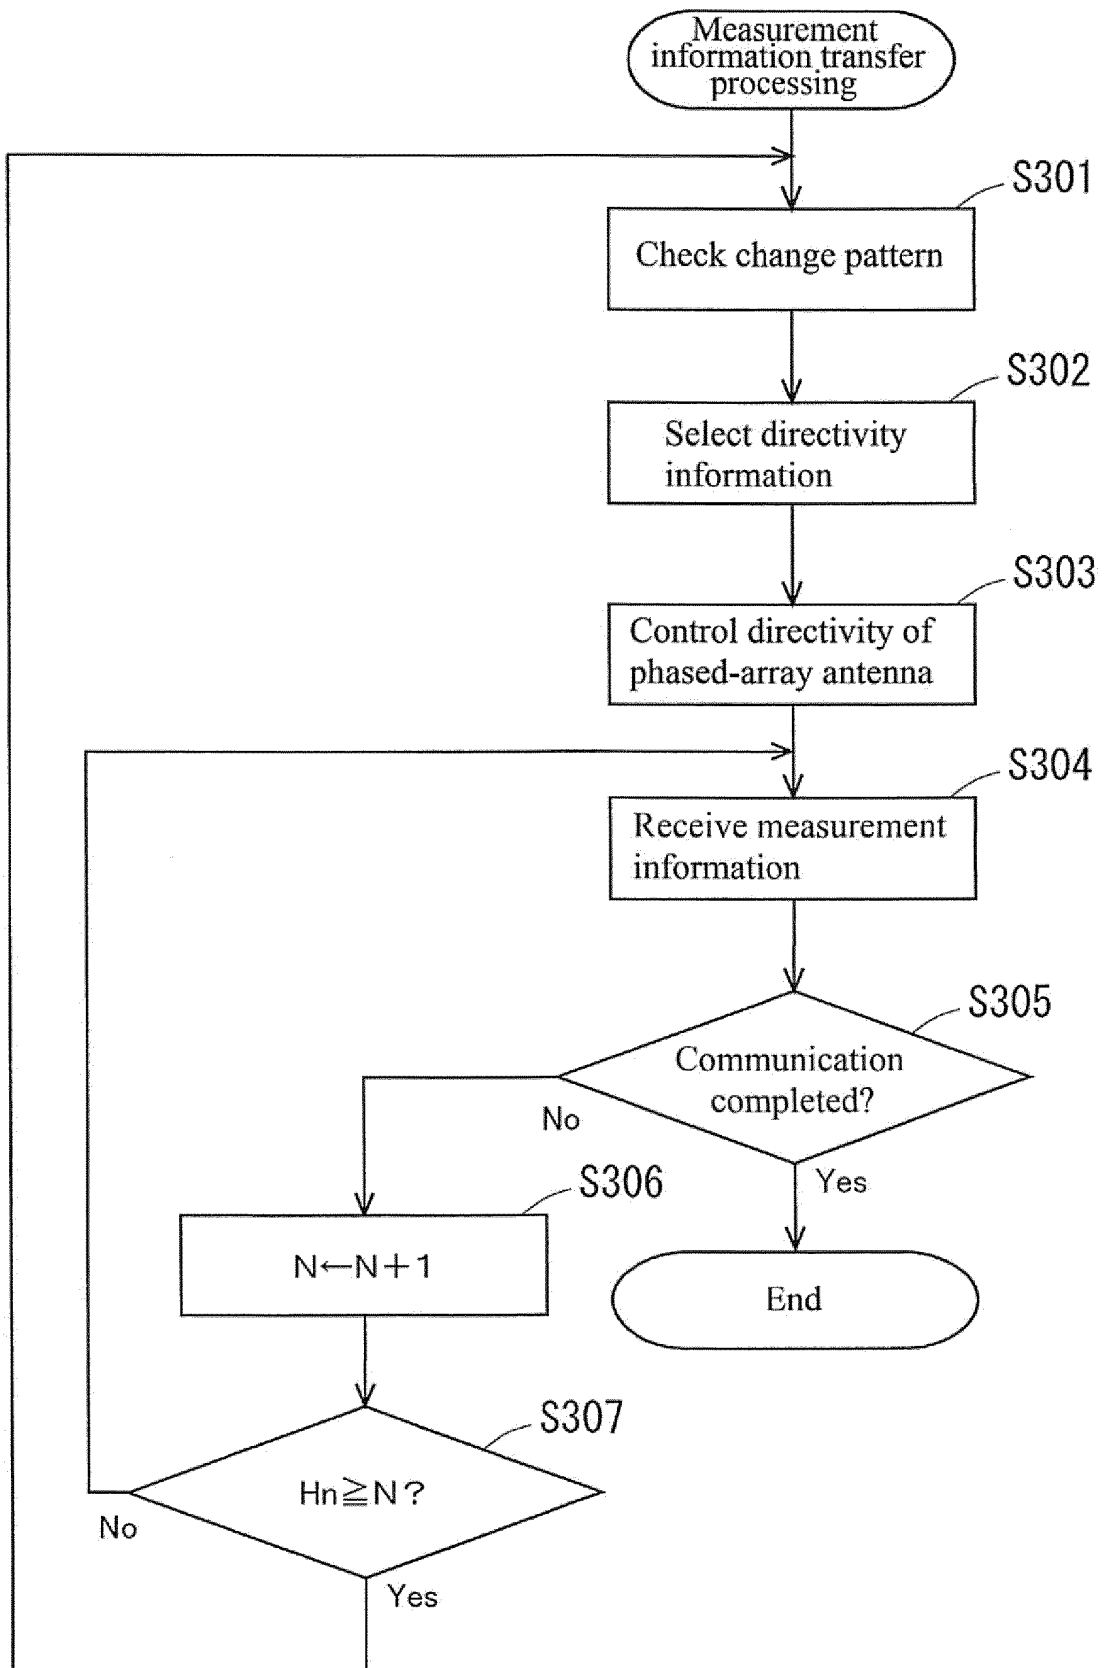 Measurement
information transfer
processing
S301
Check change pattern
S302
Select directivity
information
S303
Control directivity of
phased-array antenna
S304
Receive measurement
information
S305
Communication
completed?
No
Yes
S306
N←N+1
End
S307
Hn≧N?
No
Yes